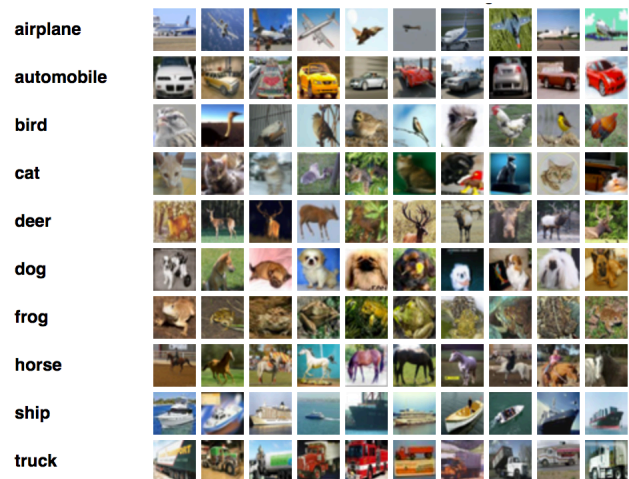 airplane
automobile
bird
cat
deer
dog
frog
horse
ship
truck